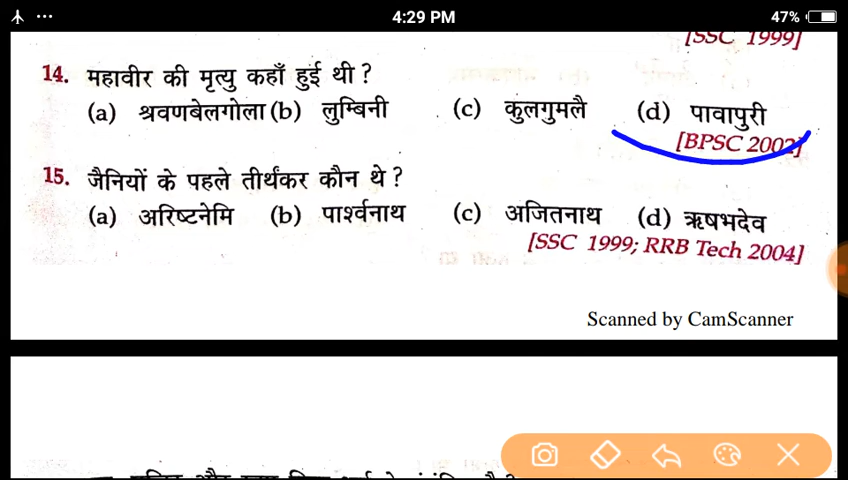 4:29 PM
47%
[SSC 1999]
14. महावीर की मृत्यु कहाँ हुई थी ?
(a) श्रवणबेलगोला (b) लुम्बिनी (c) कुलगुमलै (d) पावापुरी
[BPSC 2002]
15. जैनियों के पहले तीर्थंकर कौन थे ?
(a) अरिष्टनेमि (b) पार्श्वनाथ (c) अजितनाथ (d) ऋषभदेव
[SSC 1999; RRB Tech 2004]
Scanned by CamScanner